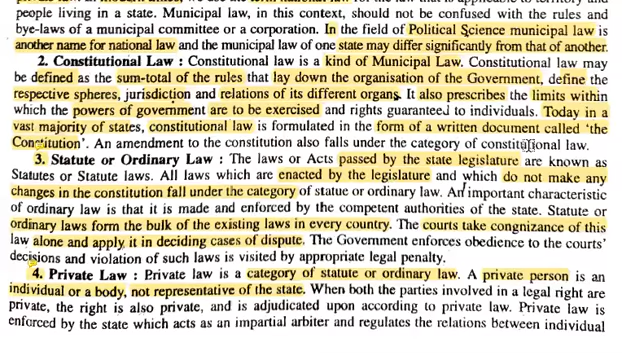 people living in a state. Municipal law, in this context, should not be confused with the rules and
bye-laws of a municipal committee or a corporation. In the field of Political Science municipal law is
another name for national law and the municipal law of one state may differ significantly from that of another.
2. Constitutional Law : Constitutional law is a kind of Municipal Law. Constitutional law may
be defined as the sum-total of the rules that lay down the organisation of the Government, define the
respective spheres, jurisdiction and relations of its different organs. It also prescribes the limits within
which the powers of government are to be exercised and rights guaranteed to individuals. Today in a
vast majority of states, constitutional law is formulated in the form of a written document called 'the
Constitution'. An amendment to the constitution also falls under the category of constitutional law.
3. Statute or Ordinary Law : The laws or Acts passed by the state legislature are known as
Statutes or Statute laws. All laws which are enacted by the legislature and which do not make any
changes in the constitution fall under the category of statue or ordinary law. An important characteristic
of ordinary law is that it is made and enforced by the competent authorities of the state. Statute or
ordinary laws form the bulk of the existing laws in every country. The courts take congnizance of this
law alone and apply it in deciding cases of dispute. The Government enforces obedience to the courts'
decisions and violation of such laws is visited by appropriate legal penalty.
4. Private Law : Private law is a category of statute or ordinary law. A private person is an
individual or a body, not representative of the state. When both the parties involved in a legal right are
private, the right is also private, and is adjudicated upon according to private law. Private law is
enforced by the state which acts as an impartial arbiter and regulates the relations between individual